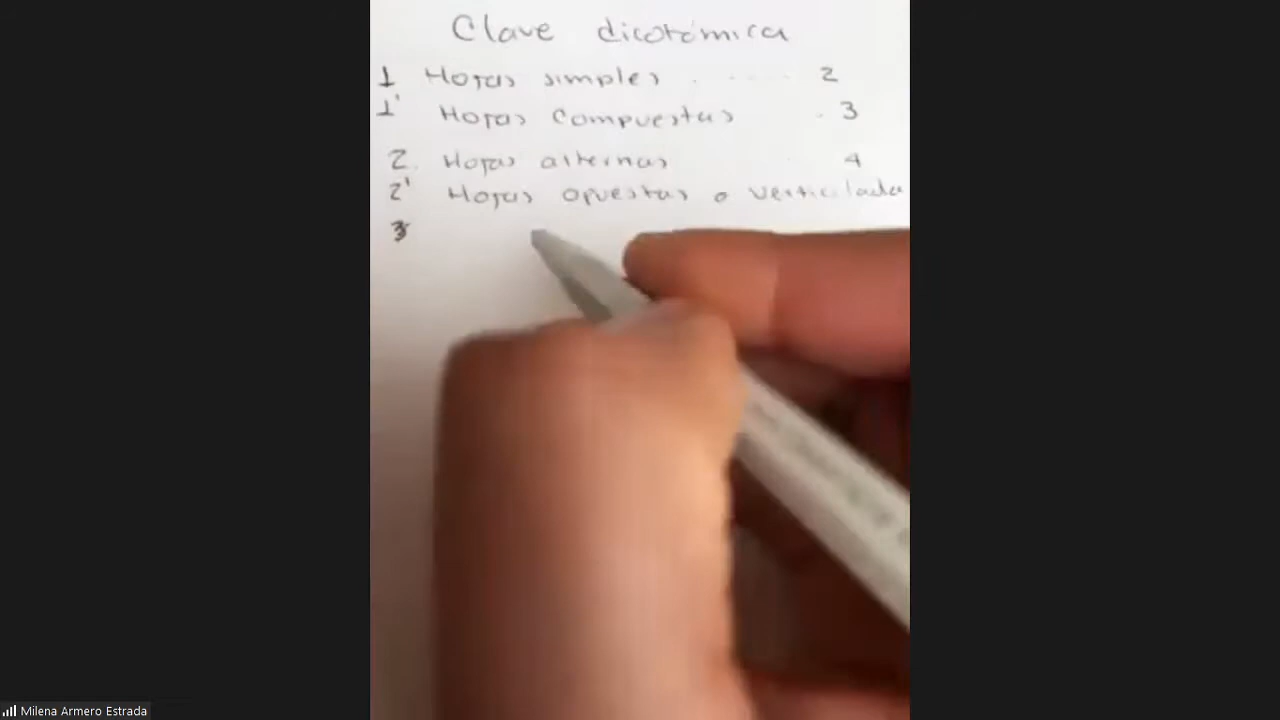 Clave dicotómica
1 Hojas simples ........ 2
1' Hojas compuestas . 3
2. Hojas alternas 4
2' Hojas opuestas o verticilada
3
Milena Armero Estrada